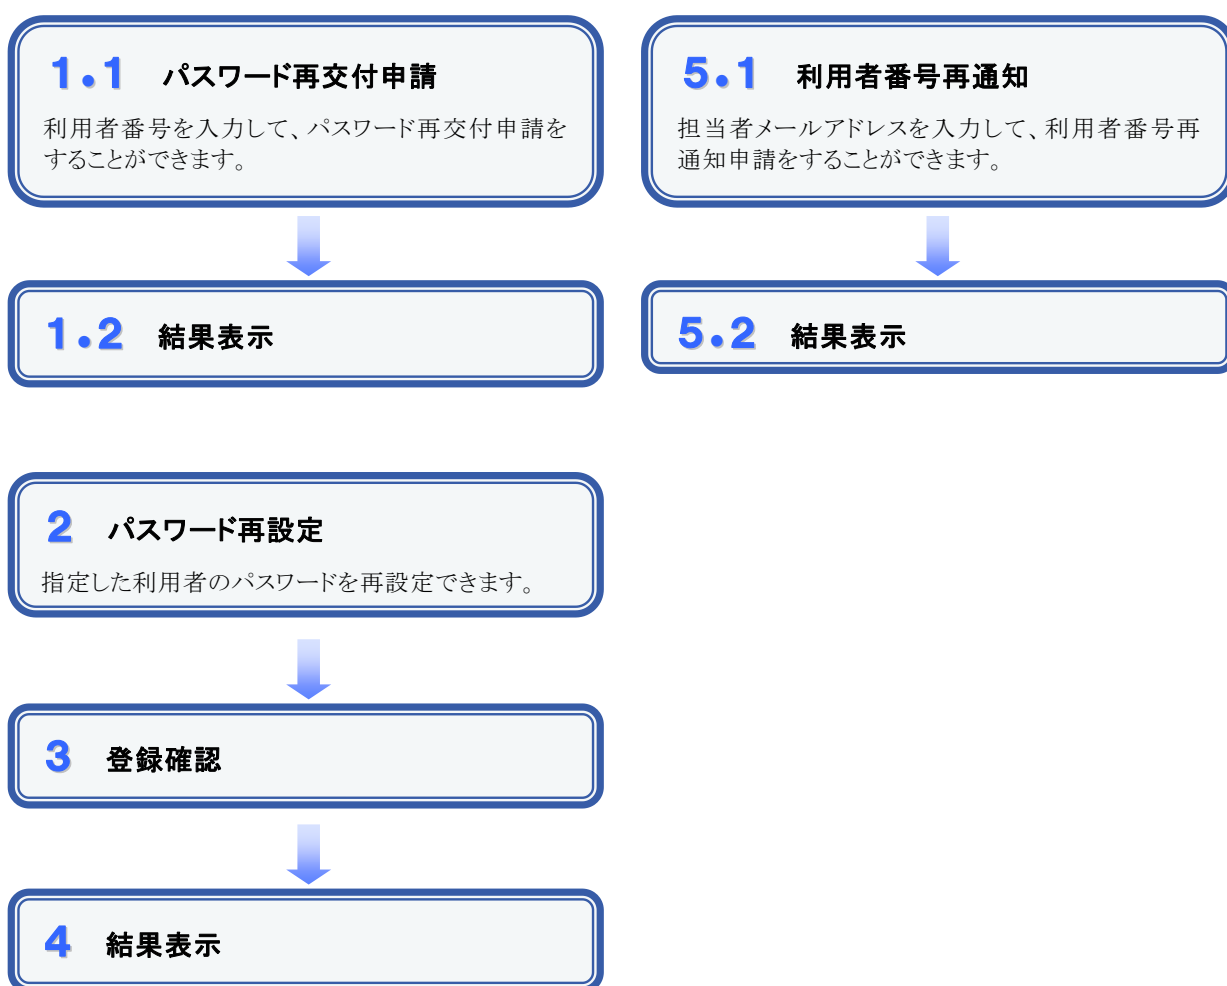 1.1 パスワード再交付申請
利用者番号を入力して、パスワード再交付申請を
することができます。
1.2 結果表示
5.1 利用者番号再通知
担当者メールアドレスを入力して、利用者番号再
通知申請をすることができます。
5.2 結果表示
2 パスワード再設定
指定した利用者のパスワードを再設定できます。
3 登録確認
4 結果表示